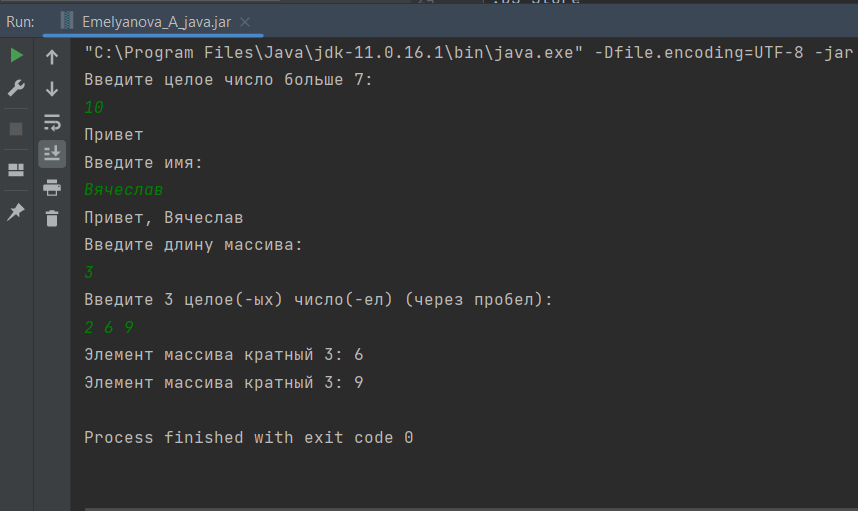 Run: Emelyanova_A_java.jar
"C:\Program Files\Java\jdk-11.0.16.1\bin\java.exe" -Dfile.encoding=UTF-8 -jar
Введите целое число больше 7:
10
Привет
Введите имя:
Вячеслав
Привет, Вячеслав
Введите длину массива:
3
Введите 3 целое(-ых) число(-ел) (через пробел):
2 6 9
Элемент массива кратный 3: 6
Элемент массива кратный 3: 9
Process finished with exit code 0